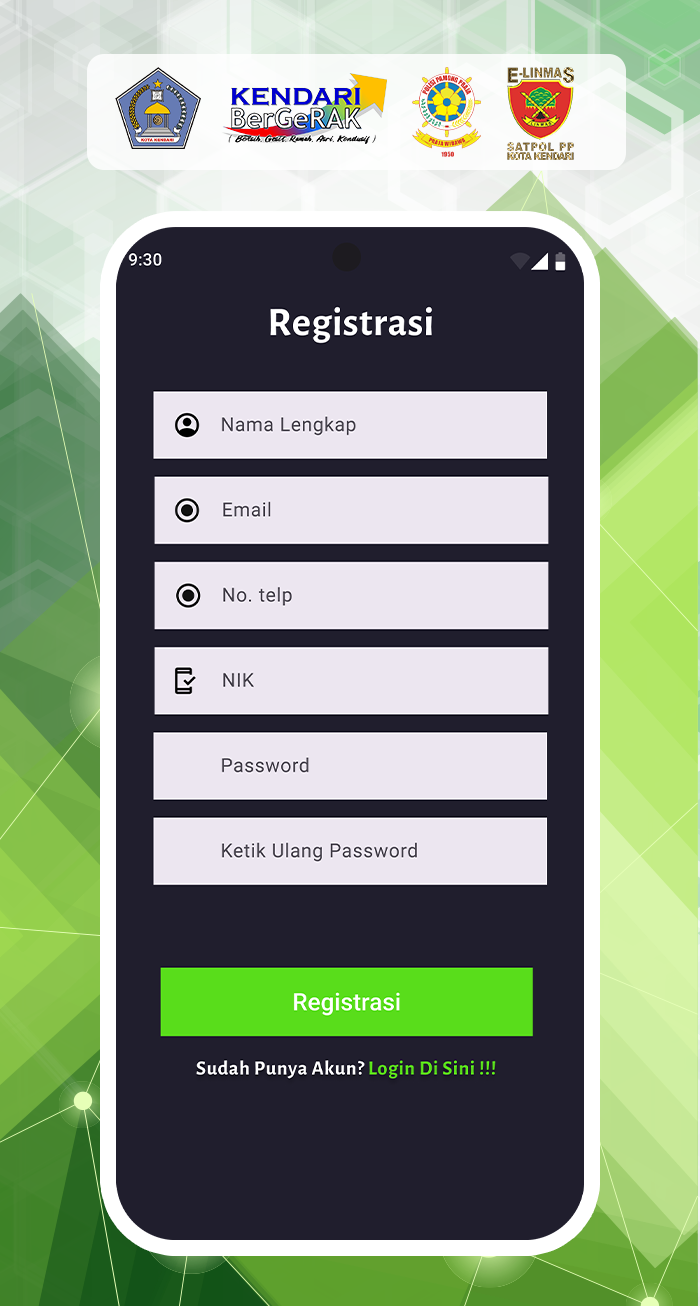 KOTA KENDARI
KENDARI
BerGeRAK
( Bersih, Gesit, Ramah, Asri, Kondusif )
POLISI PAMONG PRAJA
PRAJA WIBAWA
1950
E-LINMAS
LINMAS
SATPOL PP
KOTA KENDARI
9:30
Registrasi
Nama Lengkap
Email
No. telp
NIK
Password
Ketik Ulang Password
Registrasi
Sudah Punya Akun? Login Di Sini !!!